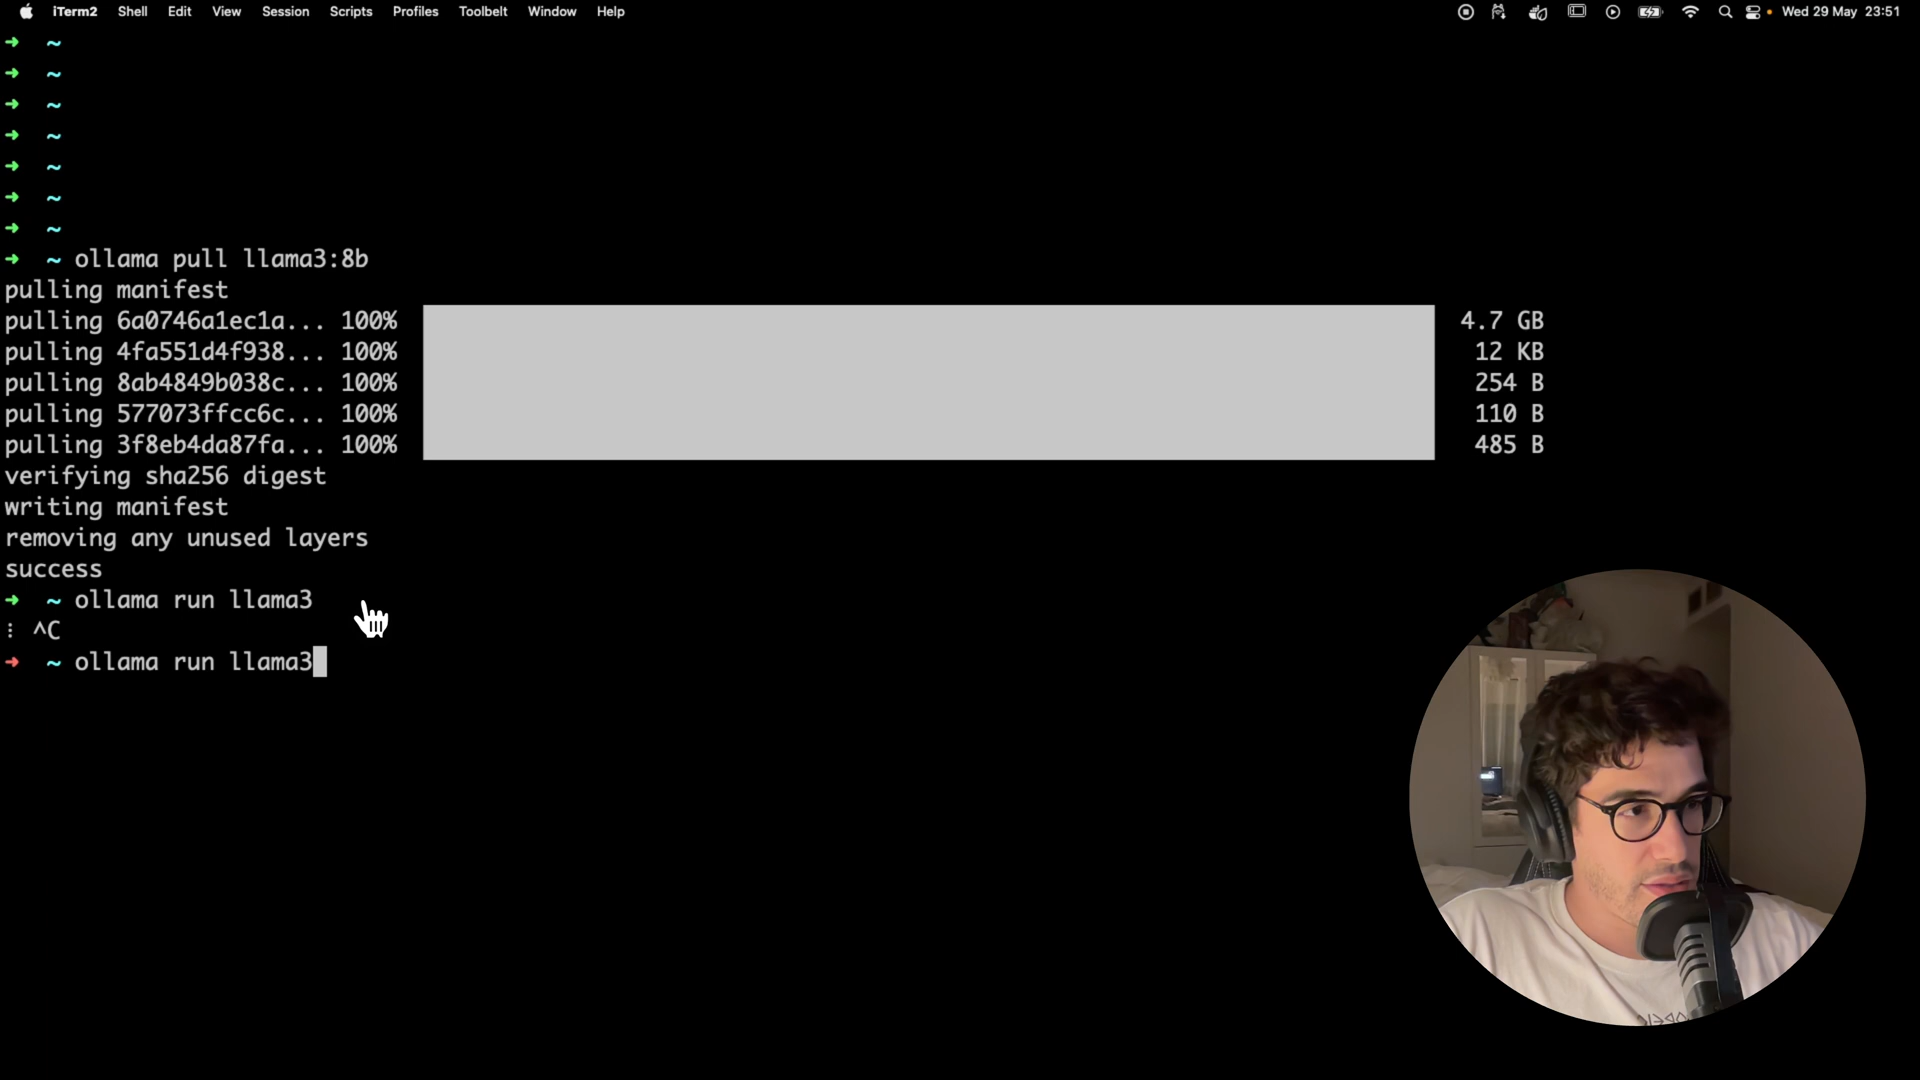 iTerm2 Shell Edit View Session Scripts Profiles Toolbelt Window Help Wed 29 May 23:51
➜ ~
➜ ~
➜ ~
➜ ~
➜ ~
➜ ~
➜ ~
➜ ~ ollama pull llama3:8b
pulling manifest
pulling 6a0746a1ec1a... 100% 4.7 GB
pulling 4fa551d4f938... 100% 12 KB
pulling 8ab4849b038c... 100% 254 B
pulling 577073ffcc6c... 100% 110 B
pulling 3f8eb4da87fa... 100% 485 B
verifying sha256 digest
writing manifest
removing any unused layers
success
➜ ~ ollama run llama3
⋮ ^C
➜ ~ ollama run llama3